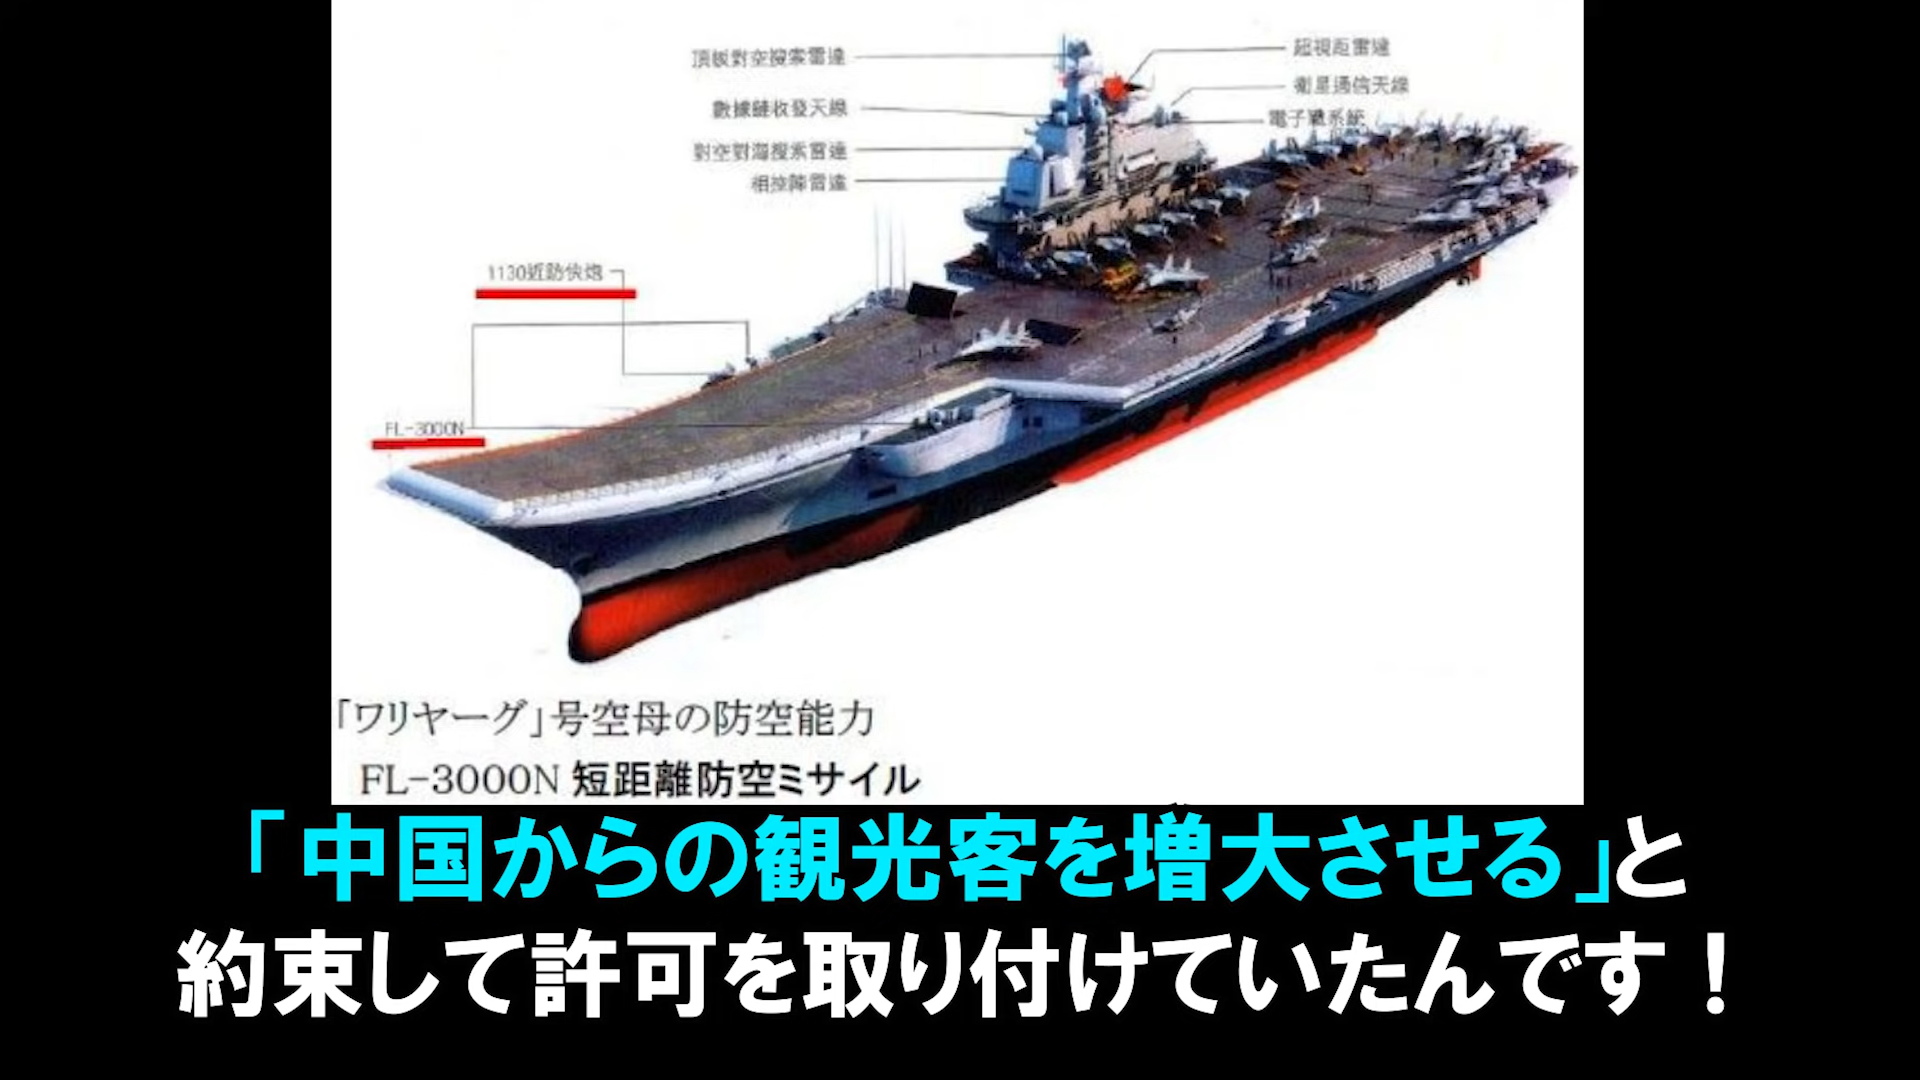 頂板對空搜索雷達
超視距雷達
數據鏈收發天線
衛星通信天線
電子戰系統
對空對海搜索雷達
相控陣雷達
1130近防快炮
FL-3000N
「ワリヤーグ」号空母の防空能力
FL-3000N 短距離防空ミサイル
「中国からの観光客を増大させる」と
約束して許可を取り付けていたんです！